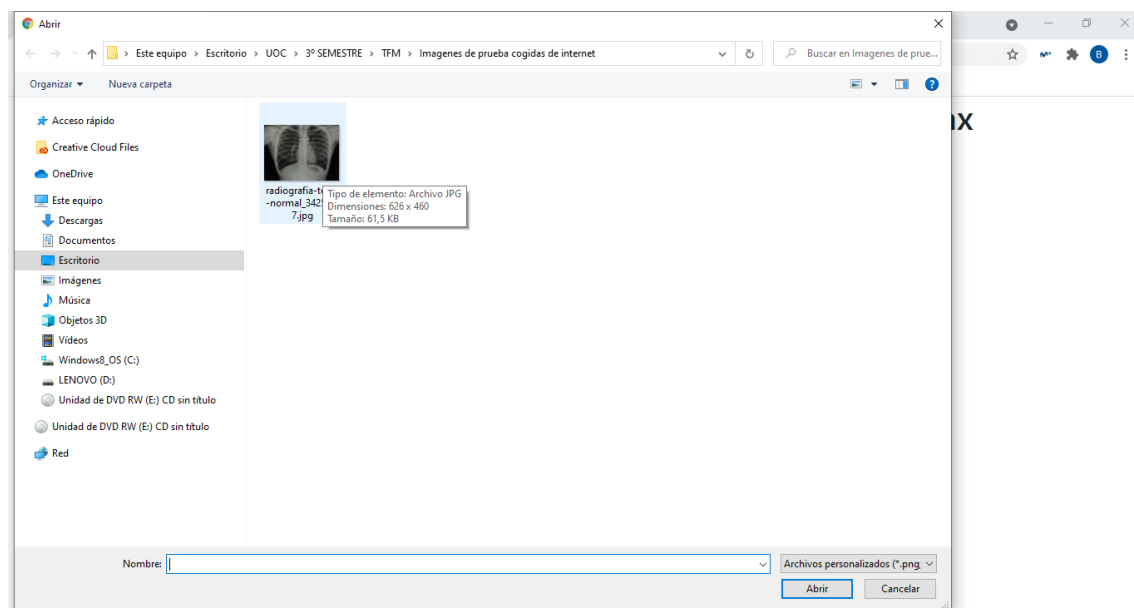 Abrir
Este equipo > Escritorio > UOC > 3º SEMESTRE > TFM > Imagenes de prueba cogidas de internet
Buscar en Imagenes de prue...
Organizar
Nueva carpeta
B
Acceso rápido
Creative Cloud Files
OneDrive
Este equipo
Descargas
Documentos
Escritorio
Imágenes
Música
Objetos 3D
Vídeos
Windows8_OS (C:)
LENOVO (D:)
Unidad de DVD RW (E:) CD sin título
Unidad de DVD RW (E:) CD sin título
Red
radiografia-t
-normal_342
7.jpg
Tipo de elemento: Archivo JPG
Dimensiones: 626 x 460
Tamaño: 61,5 KB
Nombre:
Archivos personalizados (*.png;
Abrir
Cancelar